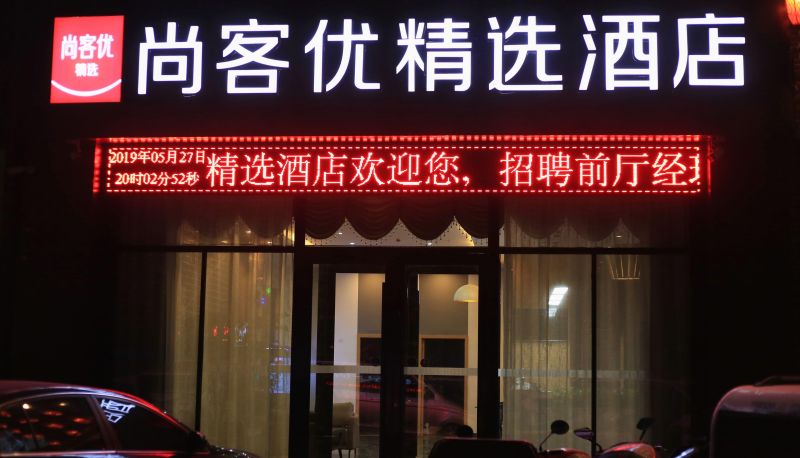 尚客优
精选
尚客优精选酒店
2019年05月27日
20时02分52秒
精选酒店欢迎您，招聘前厅经